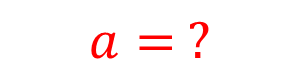 a = ?